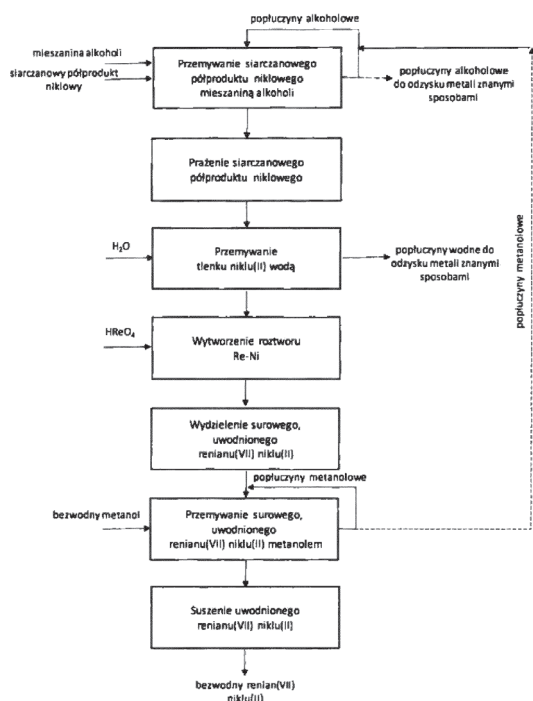 popłuczyny alkoholowe
mieszanina alkoholi
siarczanowy półprodukt
niklowy
Przemywanie siarczanowego
półproduktu niklowego
mieszaniną alkoholi
popłuczyny alkoholowe
do odzysku metali znanymi
sposobami
Prażenie siarczanowego
półproduktu niklowego
H₂O
Przemywanie
tlenku niklu(II) wodą
popłuczyny wodne do
odzysku metali znanymi
sposobami
popłuczyny metanolowe
HReO₄
Wytworzenie roztworu
Re-Ni
Wydzielenie surowego,
uwodnionego
renianu(VII) niklu(II)
popłuczyny metanolowe
bezwodny metanol
Przemywanie surowego,
uwodnionego
renianu(VII) niklu(II) metanolem
Suszenie uwodnionego
renianu(VII) niklu(II)
bezwodny renian(VII)
niklu(II)